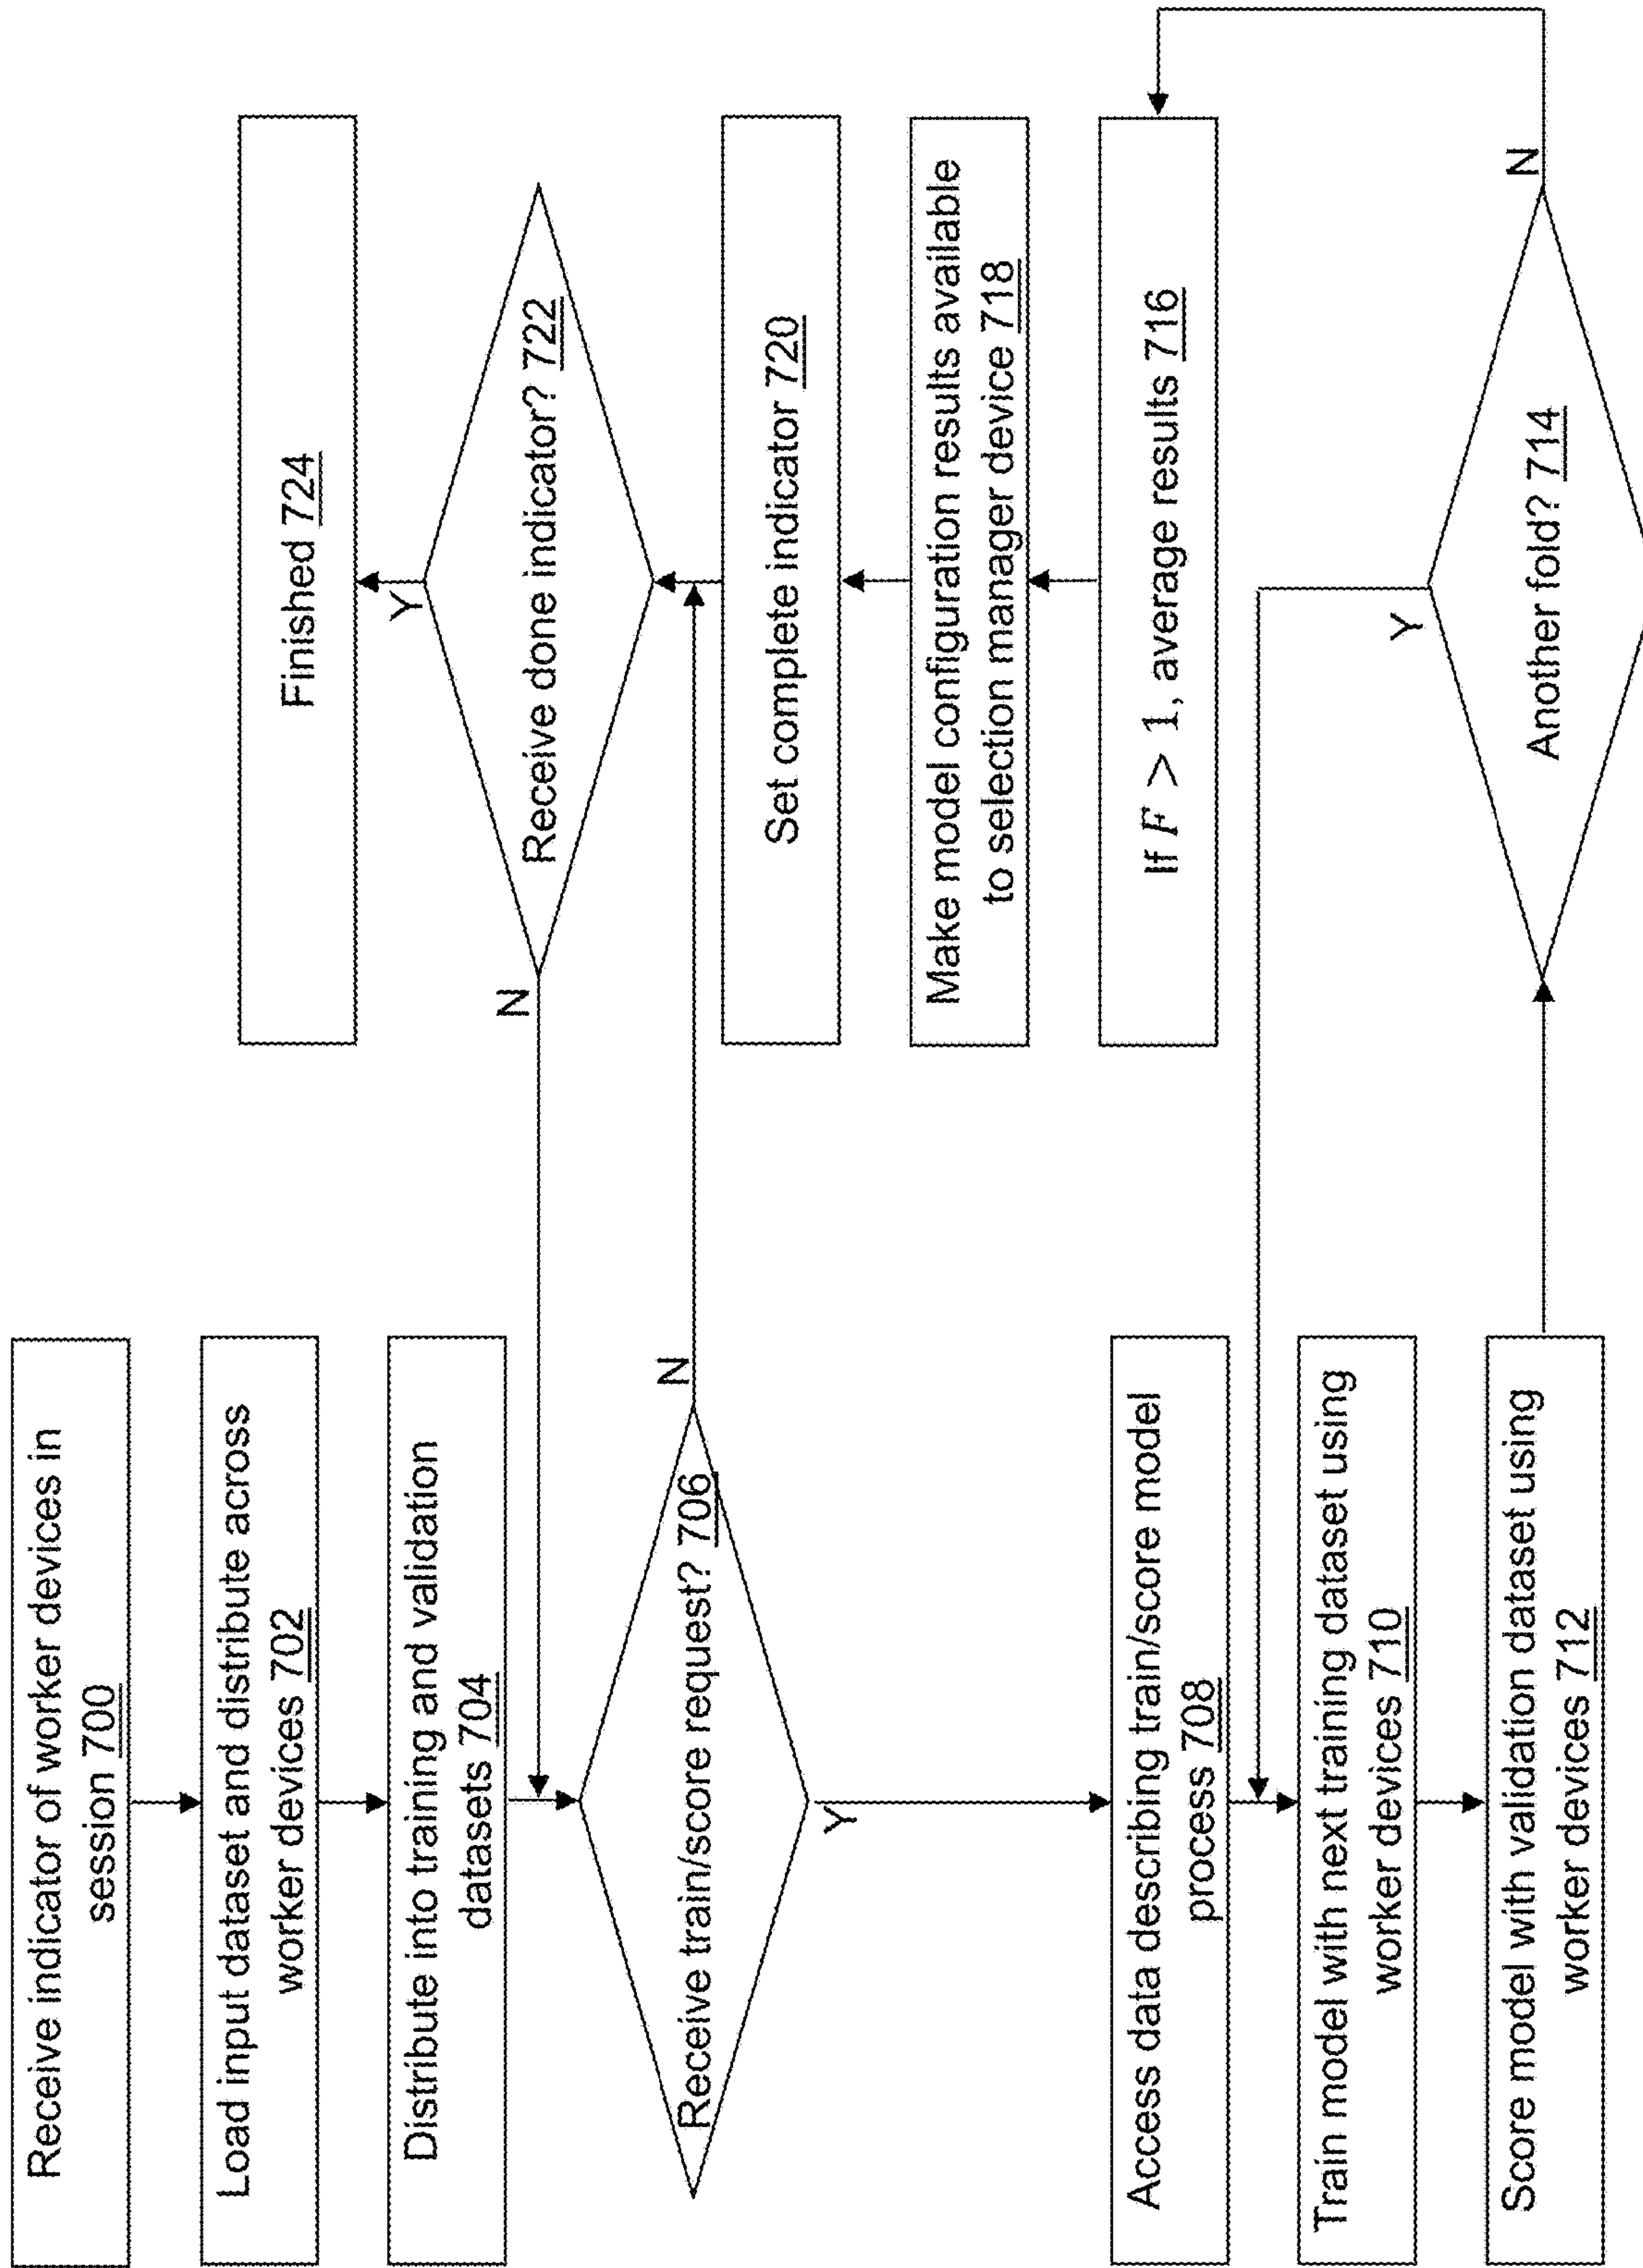 Receive indicator of worker devices in
session 700
Load input dataset and distribute across
worker devices 702
Distribute into training and validation
datasets 704
Receive train/score request? 706
N
Y
Access data describing train/score model
process 708
Train model with next training dataset using
worker devices 710
Score model with validation dataset using
worker devices 712
Another fold? 714
Y
N
If F > 1, average results 716
Make model configuration results available
to selection manager device 718
Set complete indicator 720
Receive done indicator? 722
N
Y
Finished 724